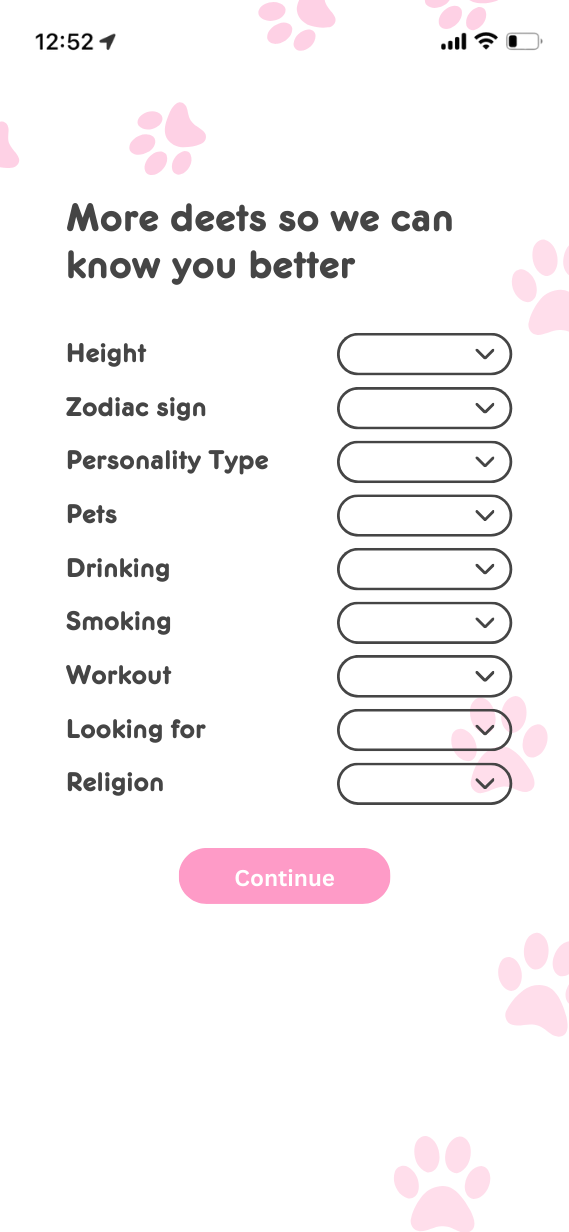 12:52
More deets so we can
know you better
Height
Zodiac sign
Personality Type
Pets
Drinking
Smoking
Workout
Looking for
Religion
Continue